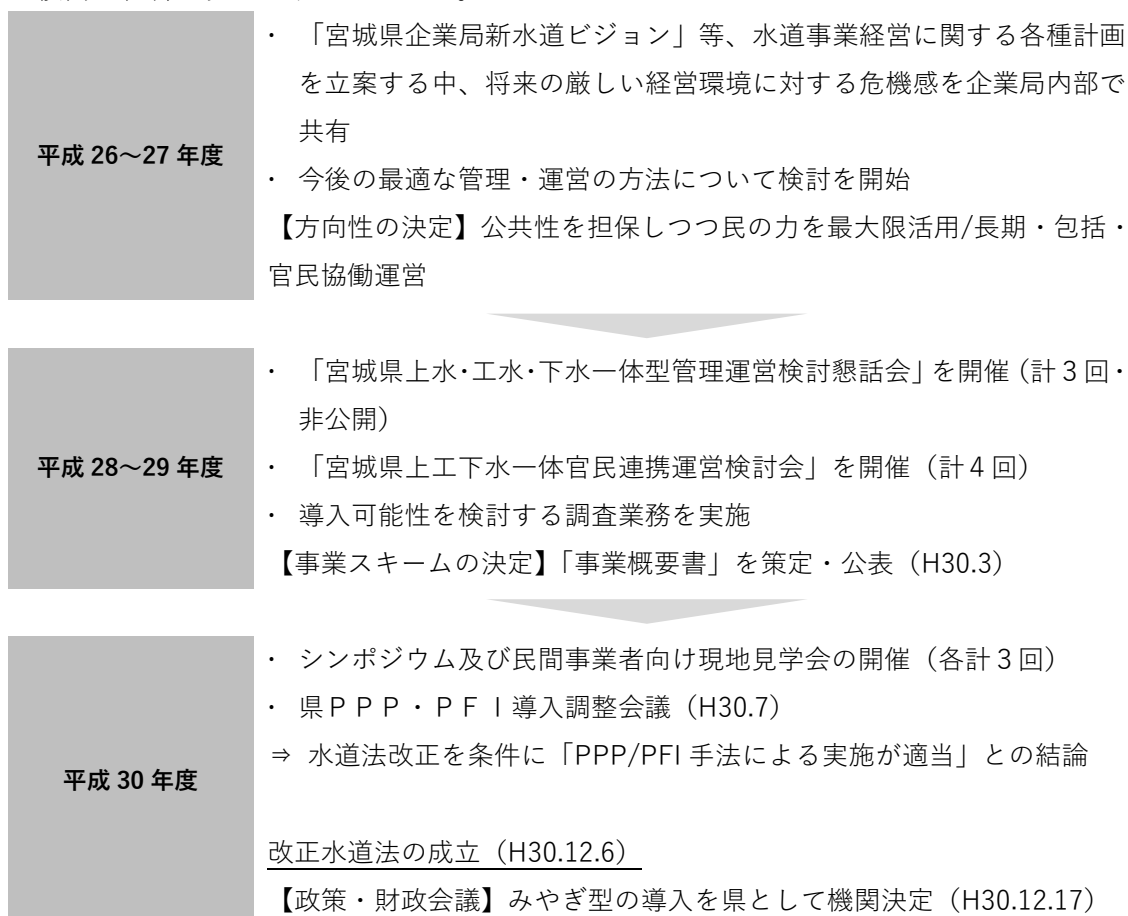 平成 26～27 年度
・ 「宮城県企業局新水道ビジョン」等、水道事業経営に関する各種計画
を立案する中、将来の厳しい経営環境に対する危機感を企業局内部で
共有
・ 今後の最適な管理・運営の方法について検討を開始
【方向性の決定】公共性を担保しつつ民の力を最大限活用/長期・包括・
官民協働運営
平成 28～29 年度
・ 「宮城県上水・工水・下水一体型管理運営検討懇話会」を開催（計３回・
非公開）
・ 「宮城県上工下水一体官民連携運営検討会」を開催（計４回）
・ 導入可能性を検討する調査業務を実施
【事業スキームの決定】「事業概要書」を策定・公表（H30.3）
平成 30 年度
・ シンポジウム及び民間事業者向け現地見学会の開催（各計３回）
・ 県ＰＰＰ・ＰＦＩ導入調整会議（H30.7）
⇒ 水道法改正を条件に「PPP/PFI 手法による実施が適当」との結論
改正水道法の成立（H30.12.6）
【政策・財政会議】みやぎ型の導入を県として機関決定（H30.12.17）